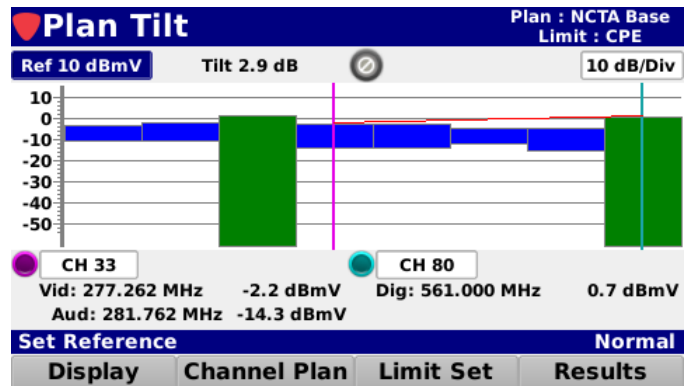 Plan Tilt
Plan : NCTA Base
Limit : CPE
Ref 10 dBmV
Tilt 2.9 dB
10 dB/Div
10
0
-10
-20
-30
-40
-50
CH 33
CH 80
Vid: 277.262 MHz -2.2 dBmV Dig: 561.000 MHz 0.7 dBmV
Aud: 281.762 MHz -14.3 dBmV
Set Reference Normal
Display Channel Plan Limit Set Results